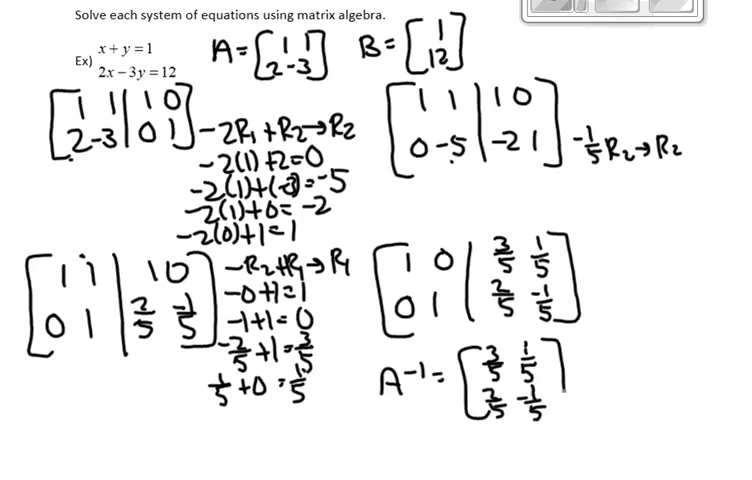 Solve each system of equations using matrix algebra.
Ex) x + y = 1
2x − 3y = 12
A = [1 1
2 -3]
B = [1
12]
[1 1 | 1 0
2 -3 | 0 1]
-2R₁ + R₂ → R₂
-2(1) + 2 = 0
-2(1) + (-3) = -5
-2(1) + 0 = -2
-2(0) + 1 = 1
[1 1 | 1 0
0 -5 | -2 1]
-1/5 R₂ → R₂
[1 1 | 1 0
0 1 | 2/5 -1/5]
-R₂ + R₁ → R₁
-0 + 1 = 1
-1 + 1 = 0
-2/5 + 1 = 3/5
1/5 + 0 = 1/5
[1 0 | 3/5 1/5
0 1 | 2/5 -1/5]
A⁻¹ = [3/5 1/5
2/5 -1/5]